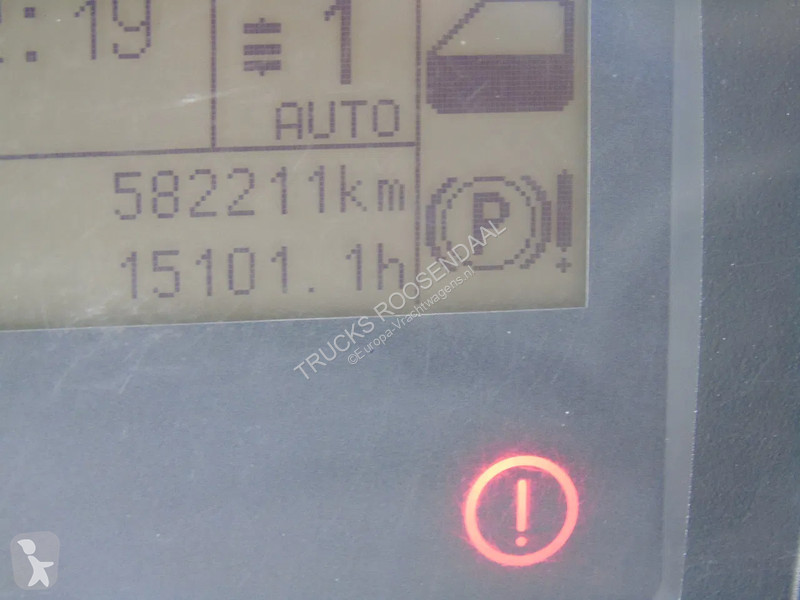 :19
1
AUTO
582211km
15101.1h
P
TRUCKS ROOSENDAAL
©Europa-Vrachtwagens.nl
!